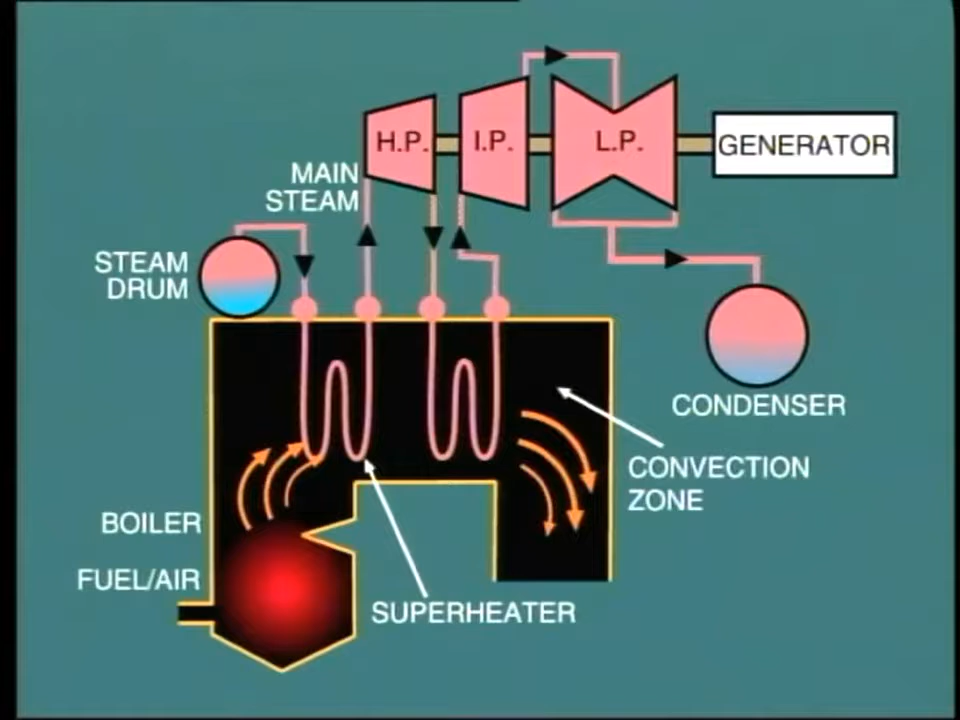 H.P.
I.P.
L.P.
GENERATOR
MAIN
STEAM
STEAM
DRUM
CONDENSER
CONVECTION
ZONE
BOILER
FUEL/AIR
SUPERHEATER